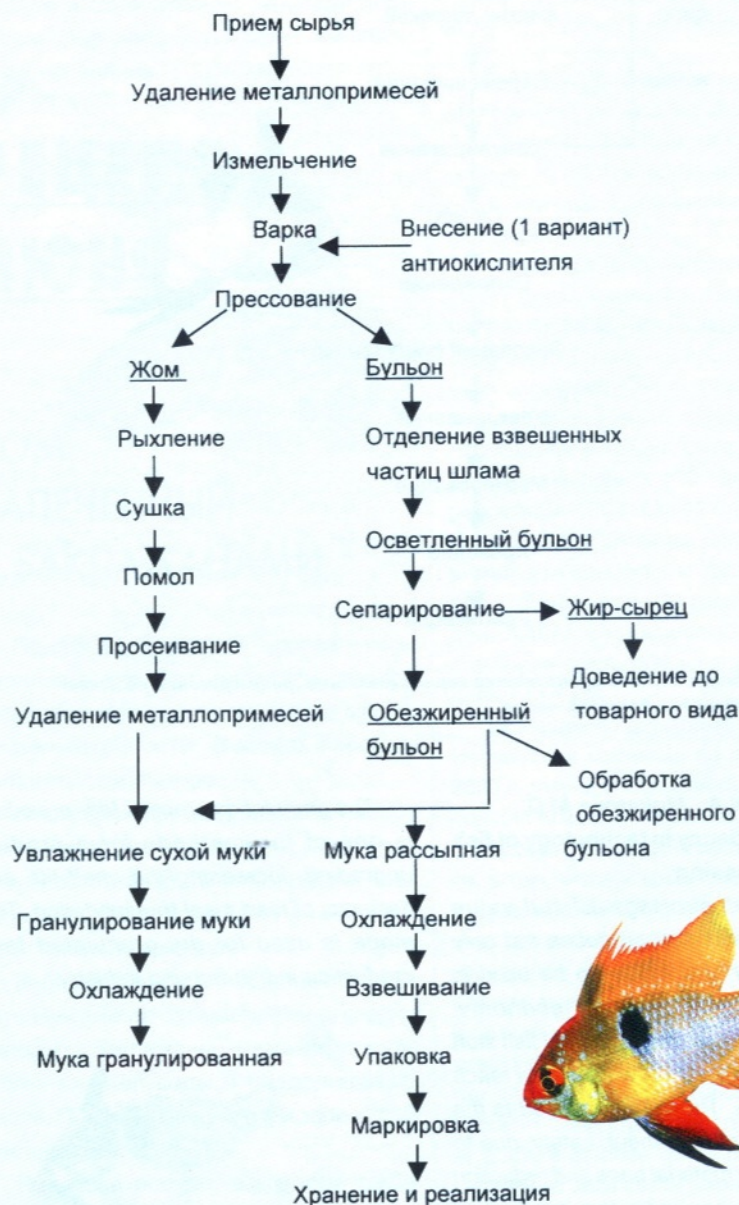 Прием сырья
Удаление металлопримесей
Измельчение
Варка
Внесение (1 вариант)
антиокислителя
Прессование
Жом
Бульон
Рыхление
Отделение взвешенных
частиц шлама
Сушка
Осветленный бульон
Помол
Сепарирование
Жир-сырец
Просеивание
Доведение до
товарного вида
Удаление металлопримесей
Обезжиренный
бульон
Обработка
обезжиренного
бульона
Увлажнение сухой муки
Мука рассыпная
Гранулирование муки
Охлаждение
Охлаждение
Взвешивание
Мука гранулированная
Упаковка
Маркировка
Хранение и реализация